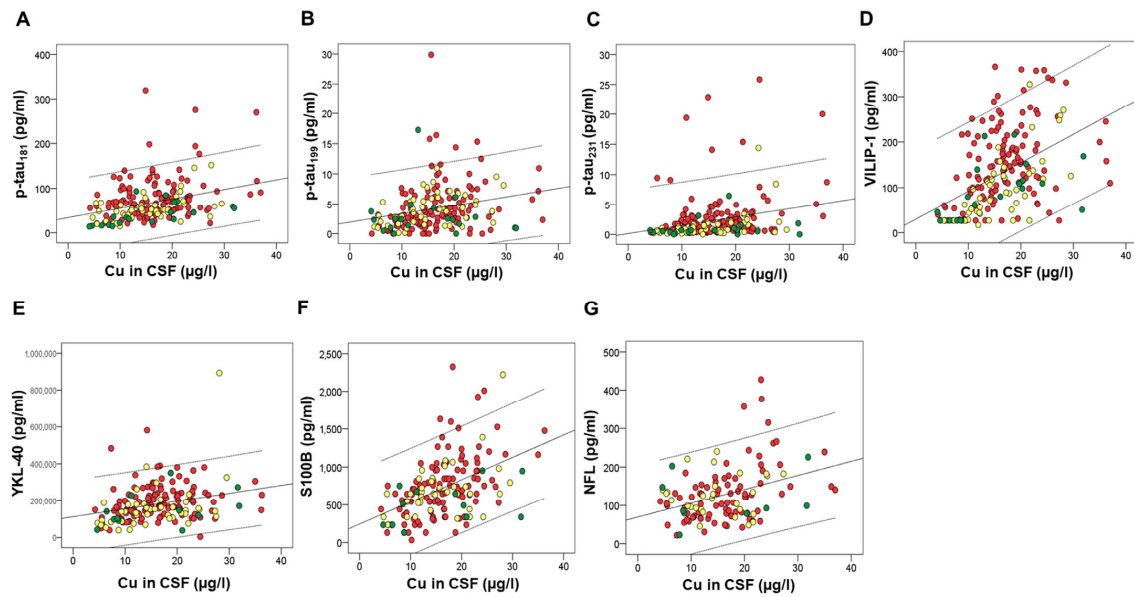 A
p-tau181 (pg/ml)
400
300
200
100
0
0 10 20 30 40
Cu in CSF (µg/l)
B
p-tau199 (pg/ml)
30
25
20
15
10
5
0
0 10 20 30 40
Cu in CSF (µg/l)
C
p-tau231 (pg/ml)
30
25
20
15
10
5
0
0 10 20 30 40
Cu in CSF (µg/l)
D
VILIP-1 (pg/ml)
400
300
200
100
0
0 10 20 30 40
Cu in CSF (µg/l)
E
YKL-40 (pg/ml)
1,000,000
800,000
600,000
400,000
200,000
0
0 10 20 30 40
Cu in CSF (µg/l)
F
S100B (pg/ml)
2,500
2,000
1,500
1,000
500
0
0 10 20 30 40
Cu in CSF (µg/l)
G
NFL (pg/ml)
500
400
300
200
100
0
0 10 20 30 40
Cu in CSF (µg/l)